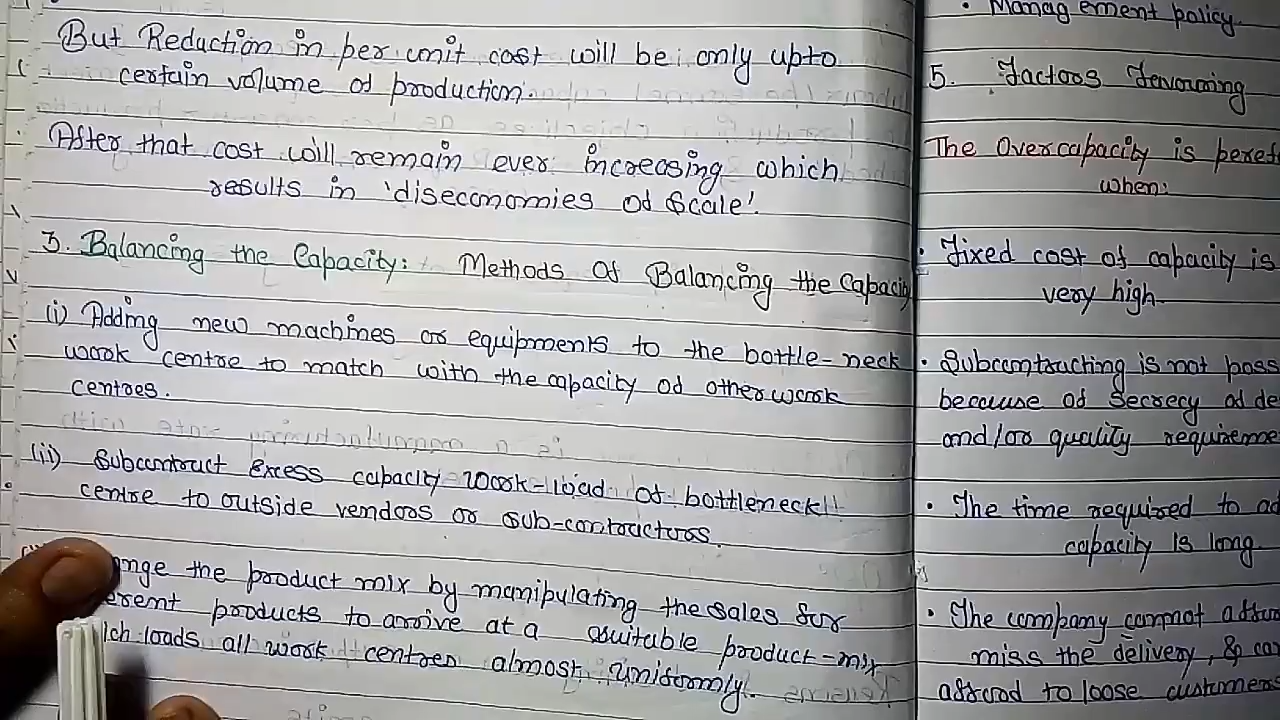 But Reduction in per unit cost will be only upto
certain volume of production.
After that cost will remain ever increasing which
results in 'diseconomies of Scale'.
3. Balancing the Capacity: Methods Of Balancing the Capacity
(i) Adding new machines or equipments to the bottle-neck
work centre to match with the capacity of other work
centres.
(ii) Subcontract excess capacity work-load of bottleneck
centre to outside vendors or sub-contractors.
the product mix by manipulating the sales for
products to arrive at a suitable product-mix
loads all work centres almost uniformly.
• Management policy
5. Factors
The Overcapacity is
when:
• Fixed cost of capacity is
very high
• Subcontracting is not
because of Secrecy of
and/or quality
• The time required to
capacity is long
• The company cannot
miss the delivery, &
afford to loose customers